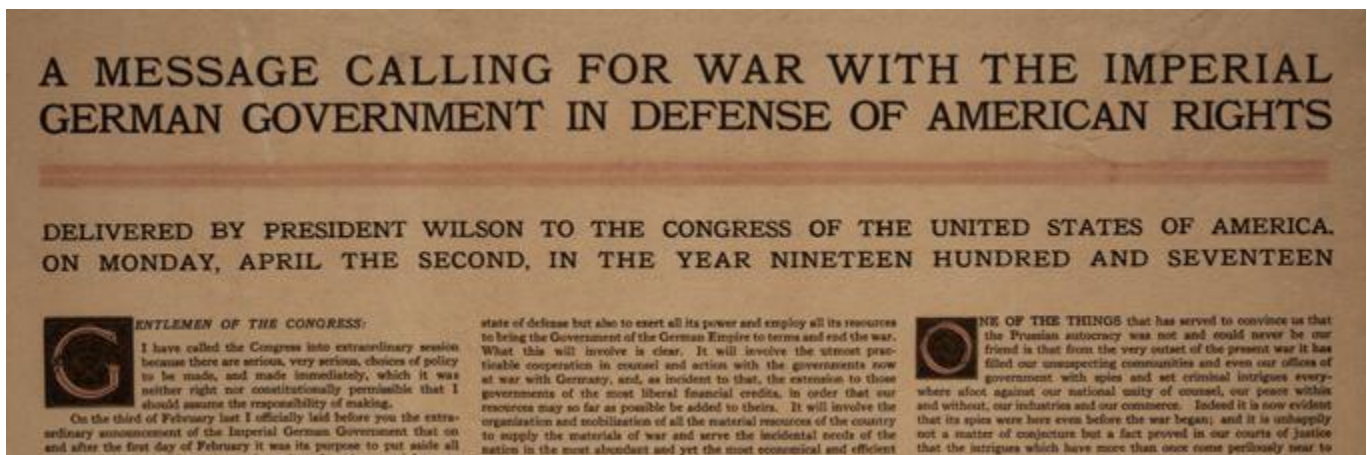 A MESSAGE CALLING FOR WAR WITH THE IMPERIAL
GERMAN GOVERNMENT IN DEFENSE OF AMERICAN RIGHTS
DELIVERED BY PRESIDENT WILSON TO THE CONGRESS OF THE UNITED STATES OF AMERICA,
ON MONDAY, APRIL THE SECOND, IN THE YEAR NINETEEN HUNDRED AND SEVENTEEN
GENTLEMEN OF THE CONGRESS:
I have called the Congress into extraordinary session
because there are serious, very serious, choices of policy
to be made, and made immediately, which it was
neither right nor constitutionally permissible that I
should assume the responsibility of making.
On the third of February last I officially laid before you the extra-
ordinary announcement of the Imperial German Government that on
and after the first day of February it was its purpose to put aside all
state of defense but also to exert all its power and employ all its resources
to bring the Government of the German Empire to terms and end the war.
What this will involve is clear. It will involve the utmost prac-
ticable cooperation in counsel and action with the governments now
at war with Germany, and, as incident to that, the extension to those
governments of the most liberal financial credits, in order that our
resources may so far as possible be added to theirs. It will involve the
organization and mobilization of all the material resources of the country
to supply the materials of war and serve the incidental needs of the
nation in the most abundant and yet the most economical and efficient
ONE OF THE THINGS that has served to convince us that
the Prussian autocracy was not and could never be our
friend is that from the very outset of the present war it has
filled our unsuspecting communities and even our offices of
government with spies and set criminal intrigues every-
where afoot against our national unity of counsel, our peace within
and without, our industries and our commerce. Indeed it is now evident
that its spies were here even before the war began; and it is unhappily
not a matter of conjecture but a fact proved in our courts of justice
that the intrigues which have more than once come perilously near to